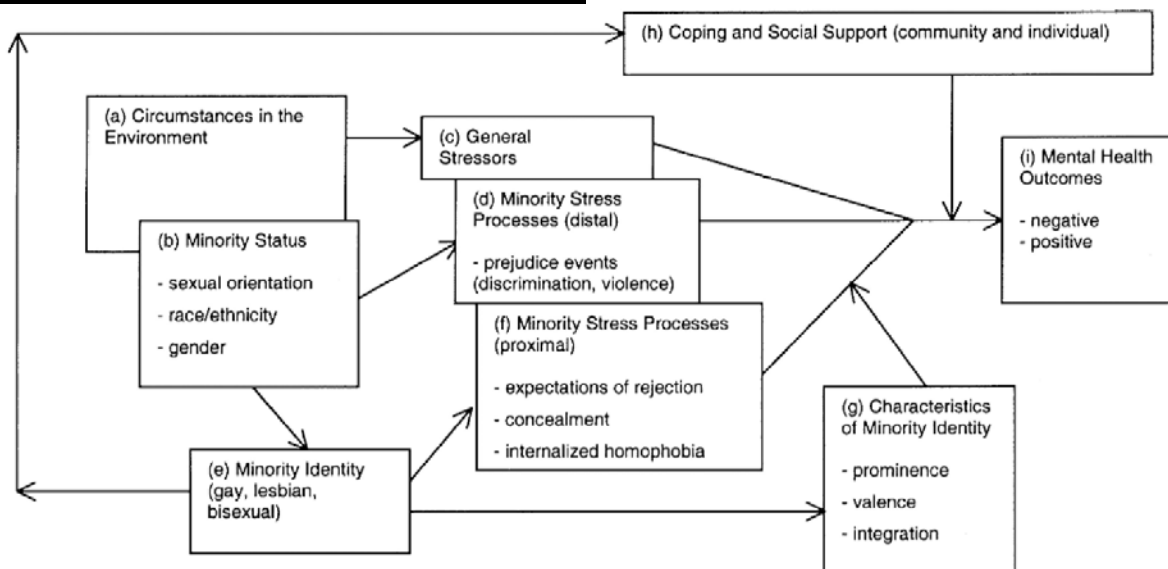 (h) Coping and Social Support (community and individual)
(a) Circumstances in the
Environment
(c) General
Stressors
(i) Mental Health
Outcomes
- negative
- positive
(d) Minority Stress
Processes (distal)
- prejudice events
(discrimination, violence)
(b) Minority Status
- sexual orientation
- race/ethnicity
- gender
(f) Minority Stress Processes
(proximal)
- expectations of rejection
- concealment
- internalized homophobia
(g) Characteristics
of Minority Identity
- prominence
- valence
- integration
(e) Minority Identity
(gay, lesbian,
bisexual)